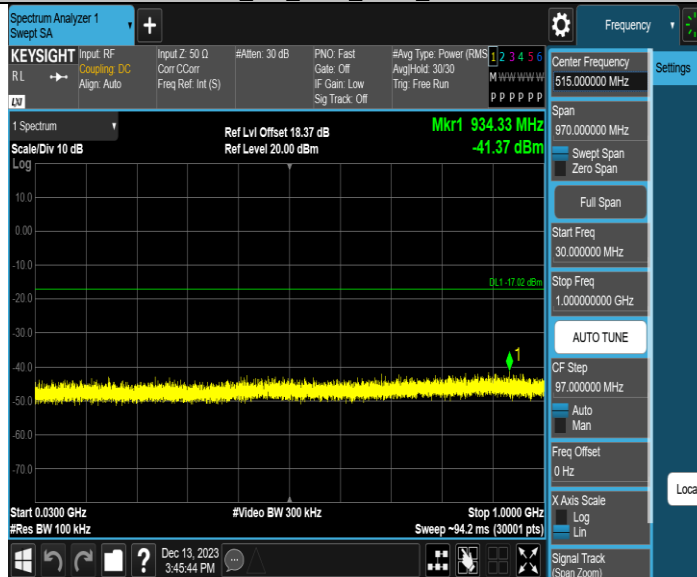 Spectrum Analyzer 1
Swept SA
Frequency
KEYSIGHT
RL
LXI
Input: RF
Coupling: DC
Align: Auto
Input Z: 50 Ω
Corr CCorr
Freq Ref: Int (S)
#Atten: 30 dB
PNO: Fast
Gate: Off
IF Gain: Low
Sig Track: Off
#Avg Type: Power (RMS
Avg|Hold: 30/30
Trig: Free Run
1 2 3 4 5 6
M W W W W W
P P P P P P
1 Spectrum
Scale/Div 10 dB
Log
Ref Lvl Offset 18.37 dB
Ref Level 20.00 dBm
Mkr1 934.33 MHz
-41.37 dBm
10.0
0.00
-10.0
-20.0
-30.0
-40.0
-50.0
-60.0
-70.0
DL1 -17.02 dBm
1
Start 0.0300 GHz
#Res BW 100 kHz
#Video BW 300 kHz
Stop 1.0000 GHz
Sweep ~94.2 ms (30001 pts)
?
Dec 13, 2023
3:45:44 PM
Center Frequency
515.000000 MHz
Span
970.000000 MHz
Swept Span
Zero Span
Full Span
Start Freq
30.000000 MHz
Stop Freq
1.000000000 GHz
AUTO TUNE
CF Step
97.000000 MHz
Auto
Man
Freq Offset
0 Hz
X Axis Scale
Log
Lin
Signal Track
(Span Zoom)
Settings
Loca